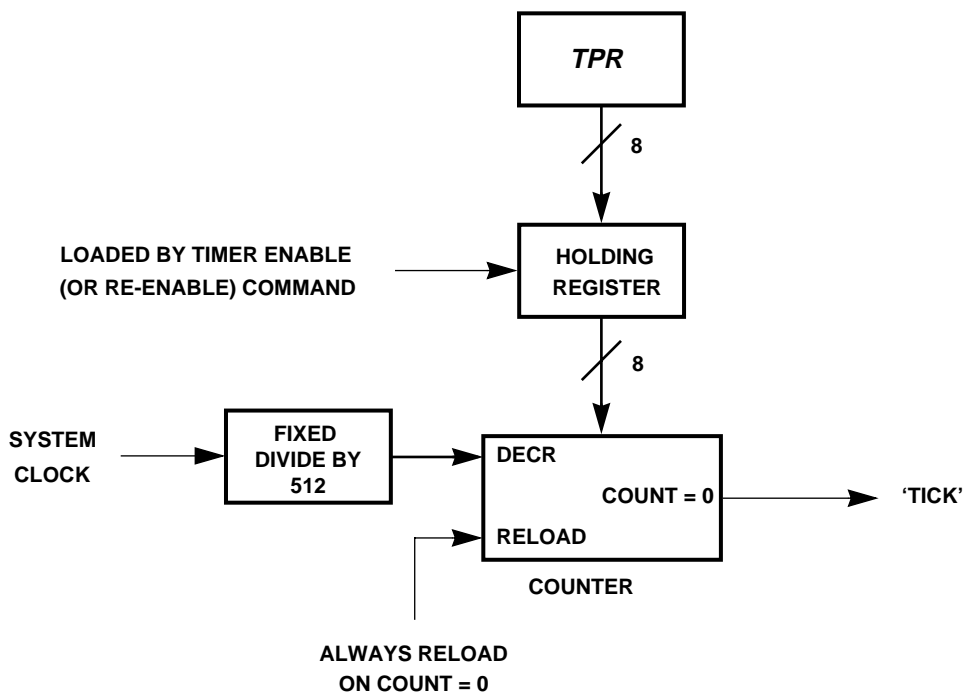 TPR
8
LOADED BY TIMER ENABLE
(OR RE-ENABLE) COMMAND
HOLDING
REGISTER
8
SYSTEM
CLOCK
FIXED
DIVIDE BY
512
DECR
COUNT = 0
‘TICK’
RELOAD
COUNTER
ALWAYS RELOAD
ON COUNT = 0